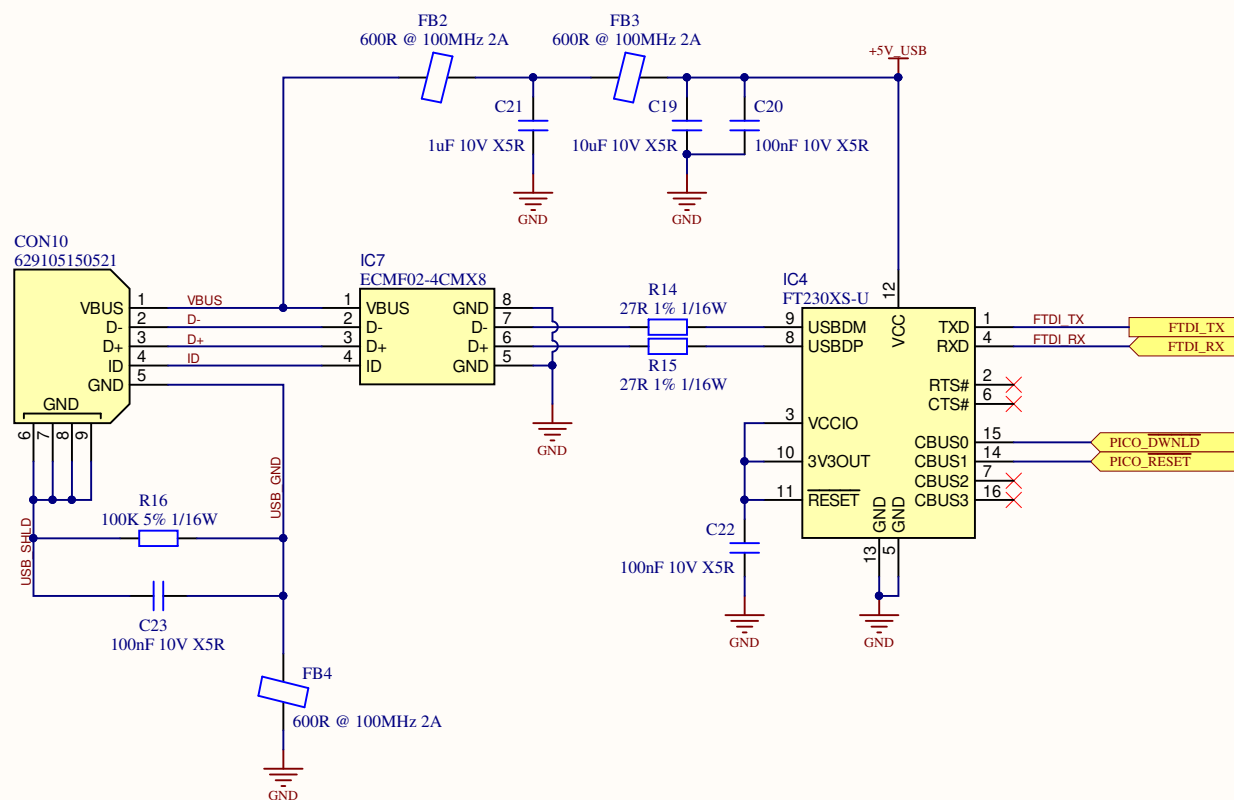 FB2
600R @ 100MHz 2A
FB3
600R @ 100MHz 2A
+5V_USB
C21
1uF 10V X5R
C19
10uF 10V X5R
C20
100nF 10V X5R
GND
GND
CON10
629105150521
VBUS
D-
D+
ID
GND
GND
1
2
3
4
5
6
7
8
9
VBUS
D-
D+
ID
IC7
ECMF02-4CMX8
1
2
3
4
VBUS
D-
D+
ID
GND
D-
D+
GND
8
7
6
5
GND
R14
27R 1% 1/16W
R15
27R 1% 1/16W
IC4
FT230XS-U
12
VCC
9
USBDM
8
USBDP
3
VCCIO
10
3V3OUT
11
RESET
TXD
1
FTDI_TX
FTDI_TX
RXD
4
FTDI_RX
FTDI_RX
RTS#
2
CTS#
6
CBUS0
15
PICO_DWNLD
CBUS1
14
PICO_RESET
CBUS2
7
CBUS3
16
GND
GND
13
5
GND
C22
100nF 10V X5R
GND
USB_GND
USB_SHLD
R16
100K 5% 1/16W
C23
100nF 10V X5R
FB4
600R @ 100MHz 2A
GND